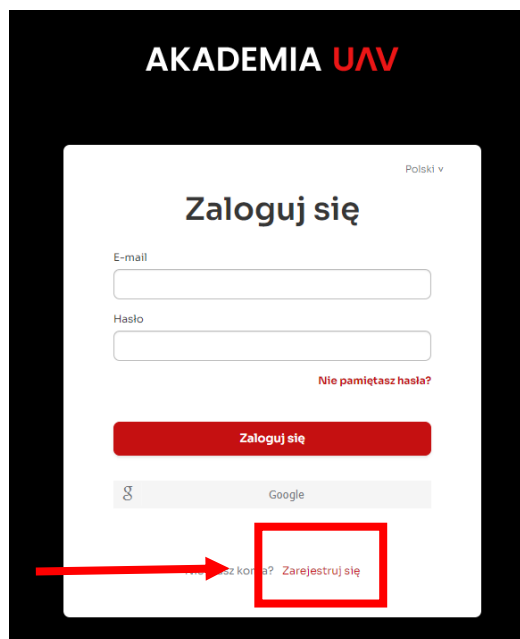 AKADEMIA UAV
Polski v
Zaloguj się
E-mail
Hasło
Nie pamiętasz hasła?
Zaloguj się
Google
konta? Zarejestruj się